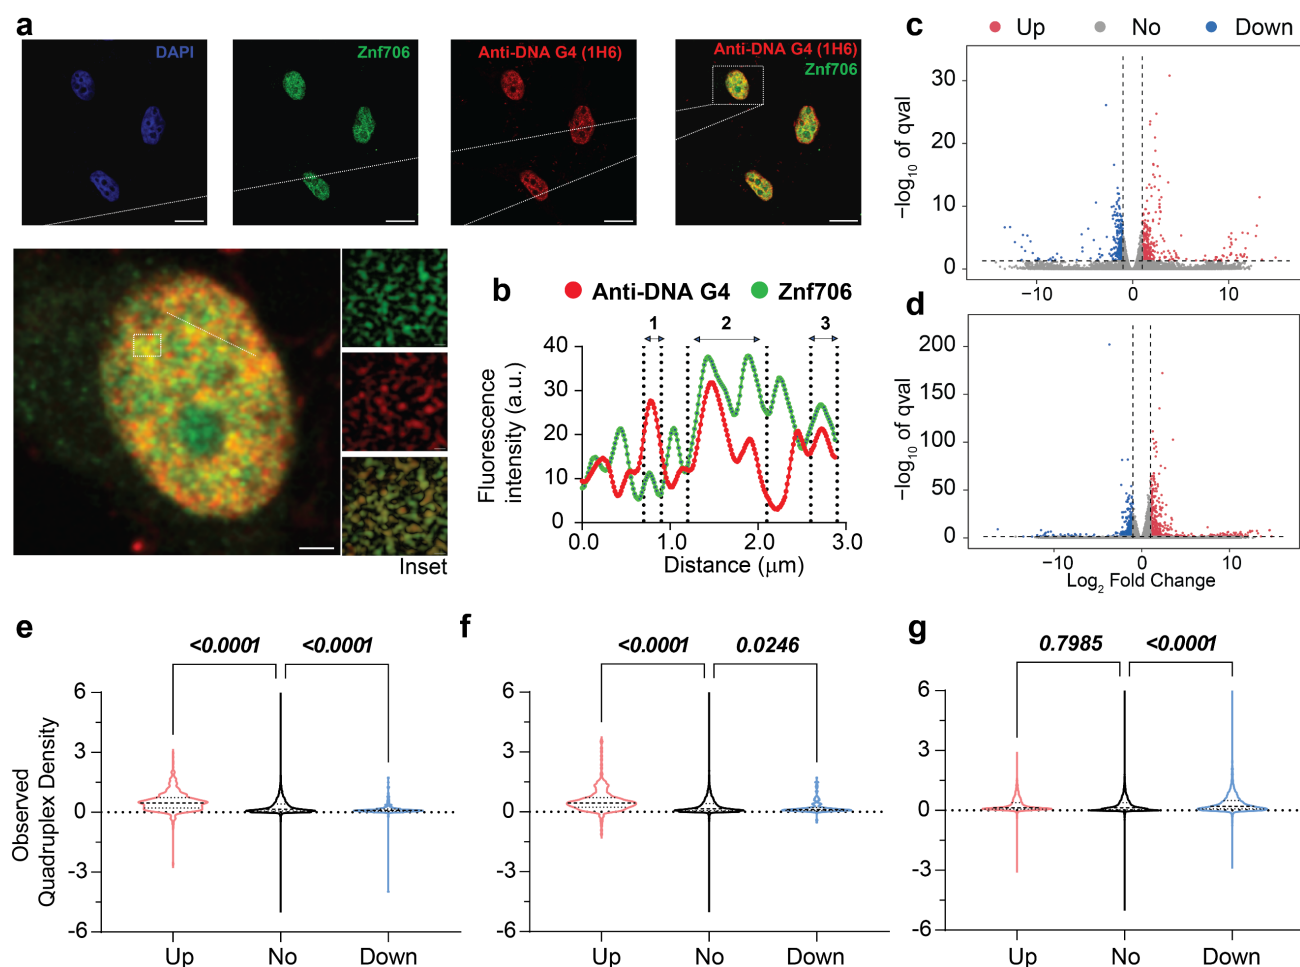 a
DAPI
Znf706
Anti-DNA G4 (1H6)
Anti-DNA G4 (1H6)
Znf706
Inset
b
Anti-DNA G4 Znf706
1 2 3
40
30
20
10
0
Fluorescence
intensity (a.u.)
0.0 1.0 2.0 3.0
Distance (μm)
c
Up No Down
30
20
10
0
−log10 of qval
−10 0 10
d
200
150
100
50
0
−log10 of qval
−10 0 10
Log2 Fold Change
e
<0.0001 <0.0001
6
3
0
-3
-6
Observed
Quadruplex Density
Up No Down
f
<0.0001 0.0246
6
3
0
-3
-6
Up No Down
g
0.7985 <0.0001
6
3
0
-3
-6
Up No Down